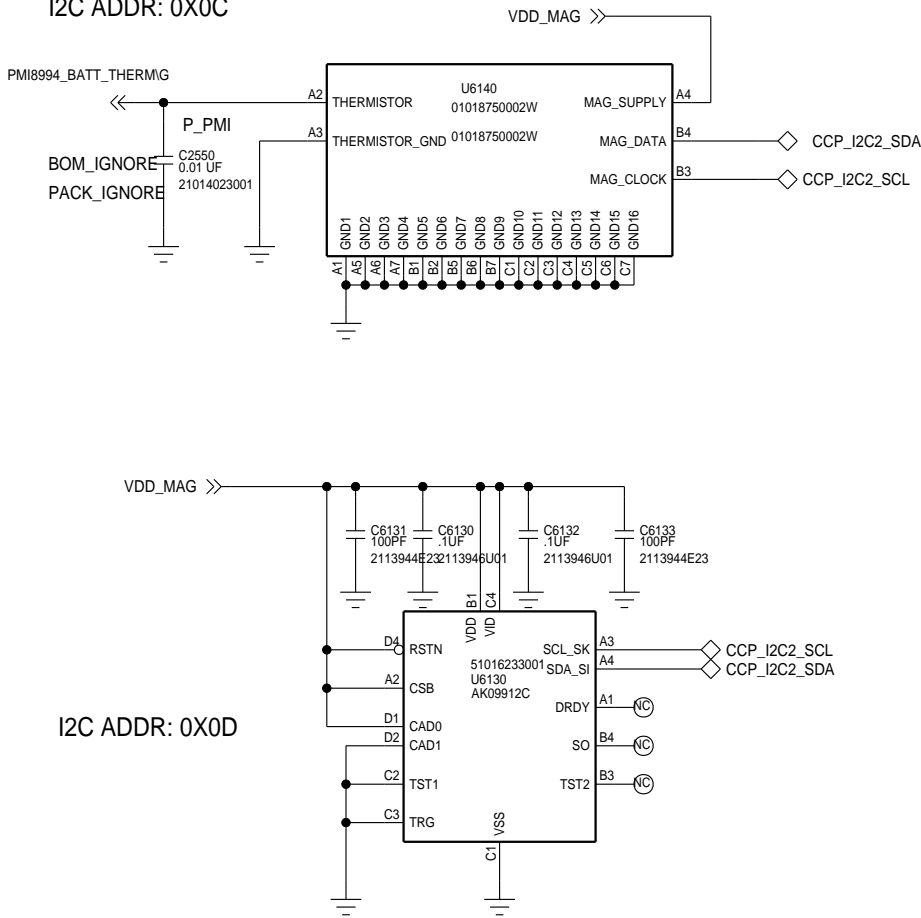 I2C ADDR: 0X0C
VDD_MAG
PMI8994_BATT_THERM\G
U6140
01018750002W
01018750002W
A2 THERMISTOR
A3 THERMISTOR_GND
MAG_SUPPLY A4
MAG_DATA B4
MAG_CLOCK B3
CCP_I2C2_SDA
CCP_I2C2_SCL
P_PMI
C2550
0.01 UF
21014023001
BOM_IGNORE
PACK_IGNORE
GND1 GND2 GND3 GND4 GND5 GND6 GND7 GND8 GND9 GND10 GND11 GND12 GND13 GND14 GND15 GND16
A1 A5 A6 A7 B1 B2 B5 B6 B7 C1 C2 C3 C4 C5 C6 C7
VDD_MAG
C6131
100PF
2113944E23
C6130
.1UF
2113946U01
C6132
.1UF
2113946U01
C6133
100PF
2113944E23
B1 C4
VDD VID
D4 RSTN
A2 CSB
D1 CAD0
D2 CAD1
C2 TST1
C3 TRG
51016233001
U6130
AK09912C
SCL_SK A3
SDA_SI A4
DRDY A1 NC
SO B4 NC
TST2 B3 NC
CCP_I2C2_SCL
CCP_I2C2_SDA
VSS
C1
I2C ADDR: 0X0D